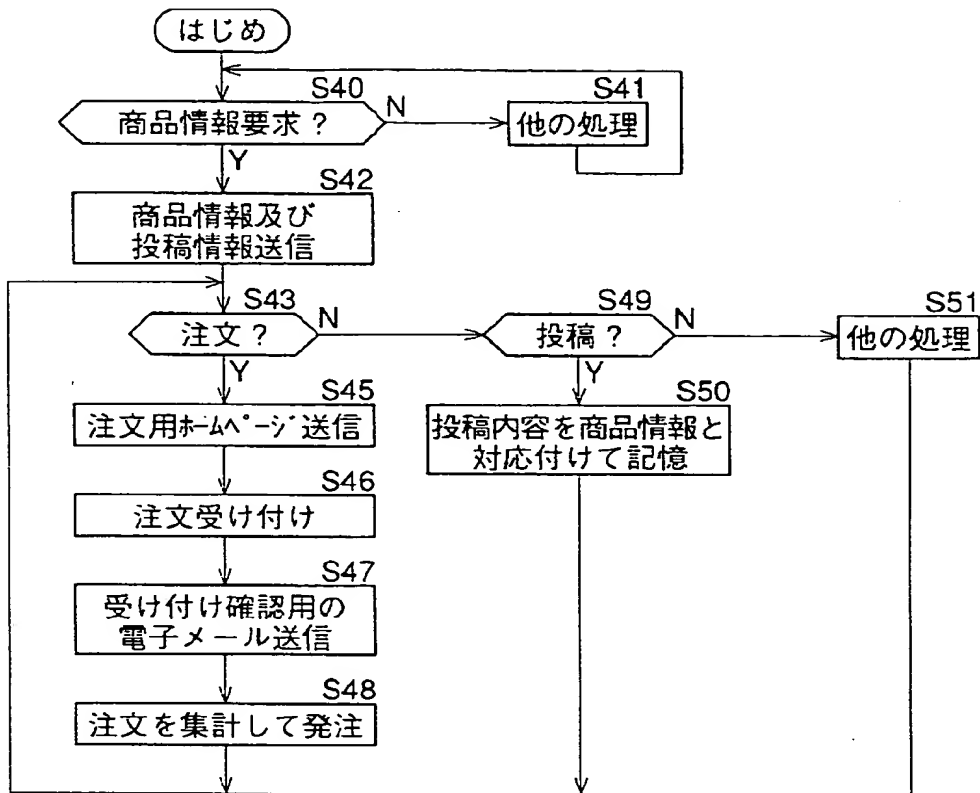 はじめ
S40
商品情報要求？
N
S41
他の処理
Y
S42
商品情報及び
投稿情報送信
S43
注文？
N
S49
投稿？
N
S51
他の処理
Y
Y
S45
注文用ﾎｰﾑﾍﾟｰｼﾞ送信
S50
投稿内容を商品情報と
対応付けて記憶
S46
注文受け付け
S47
受け付け確認用の
電子メール送信
S48
注文を集計して発注